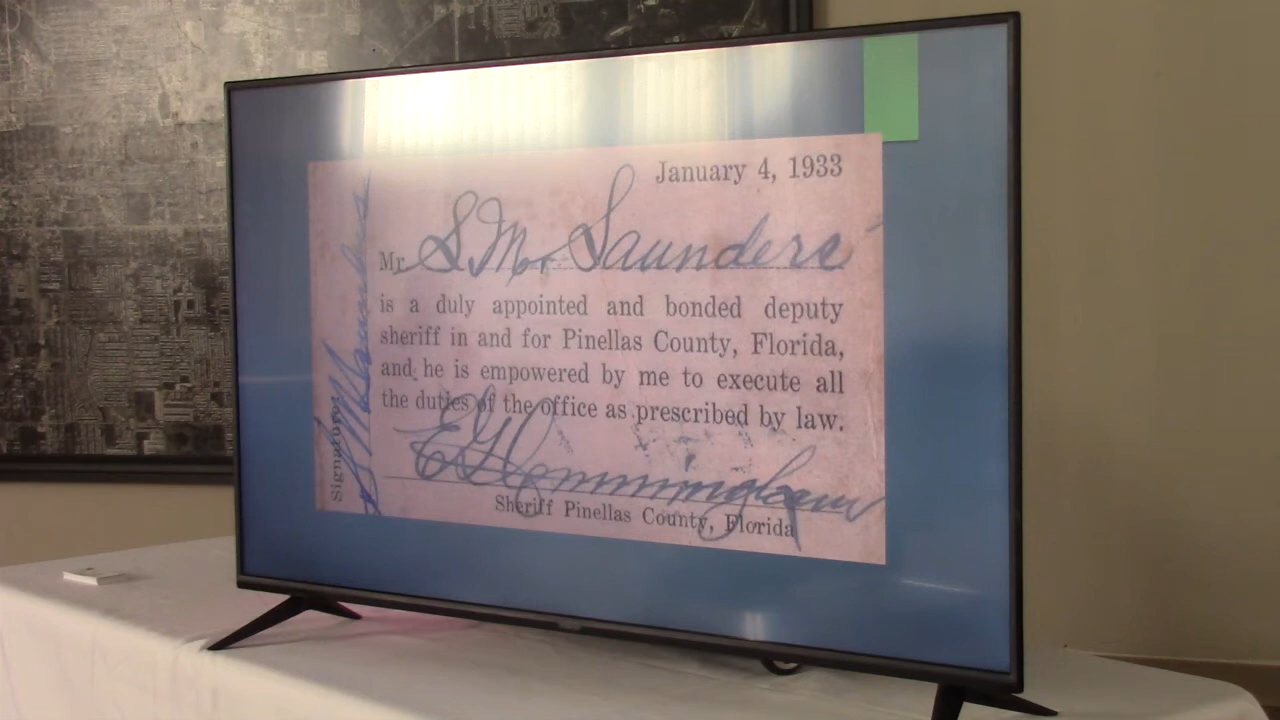 January 4, 1933
Mr. S. M. Saunders
is a duly appointed and bonded deputy
sheriff in and for Pinellas County, Florida,
and he is empowered by me to execute all
the duties of the office as prescribed by law.
E G Cunningham
Sheriff Pinellas County, Florida
Signature S M Saunders